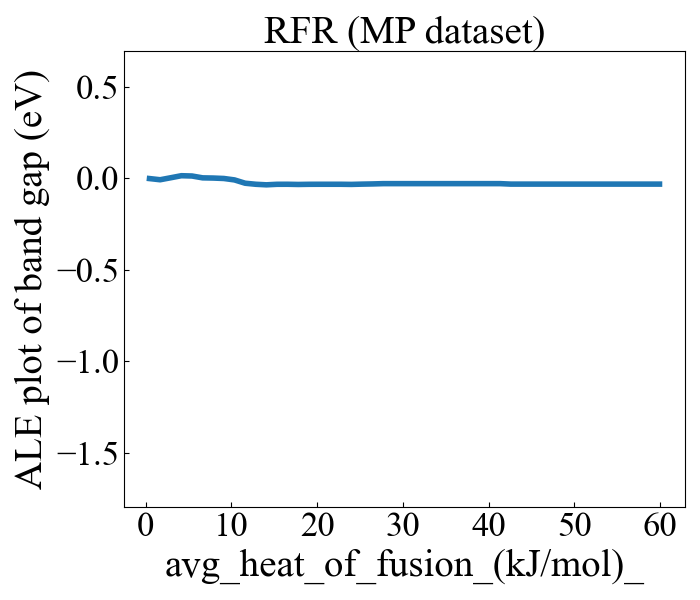 RFR (MP dataset)
ALE plot of band gap (eV)
0.5
0.0
−0.5
−1.0
−1.5
0 10 20 30 40 50 60
avg_heat_of_fusion_(kJ/mol)_